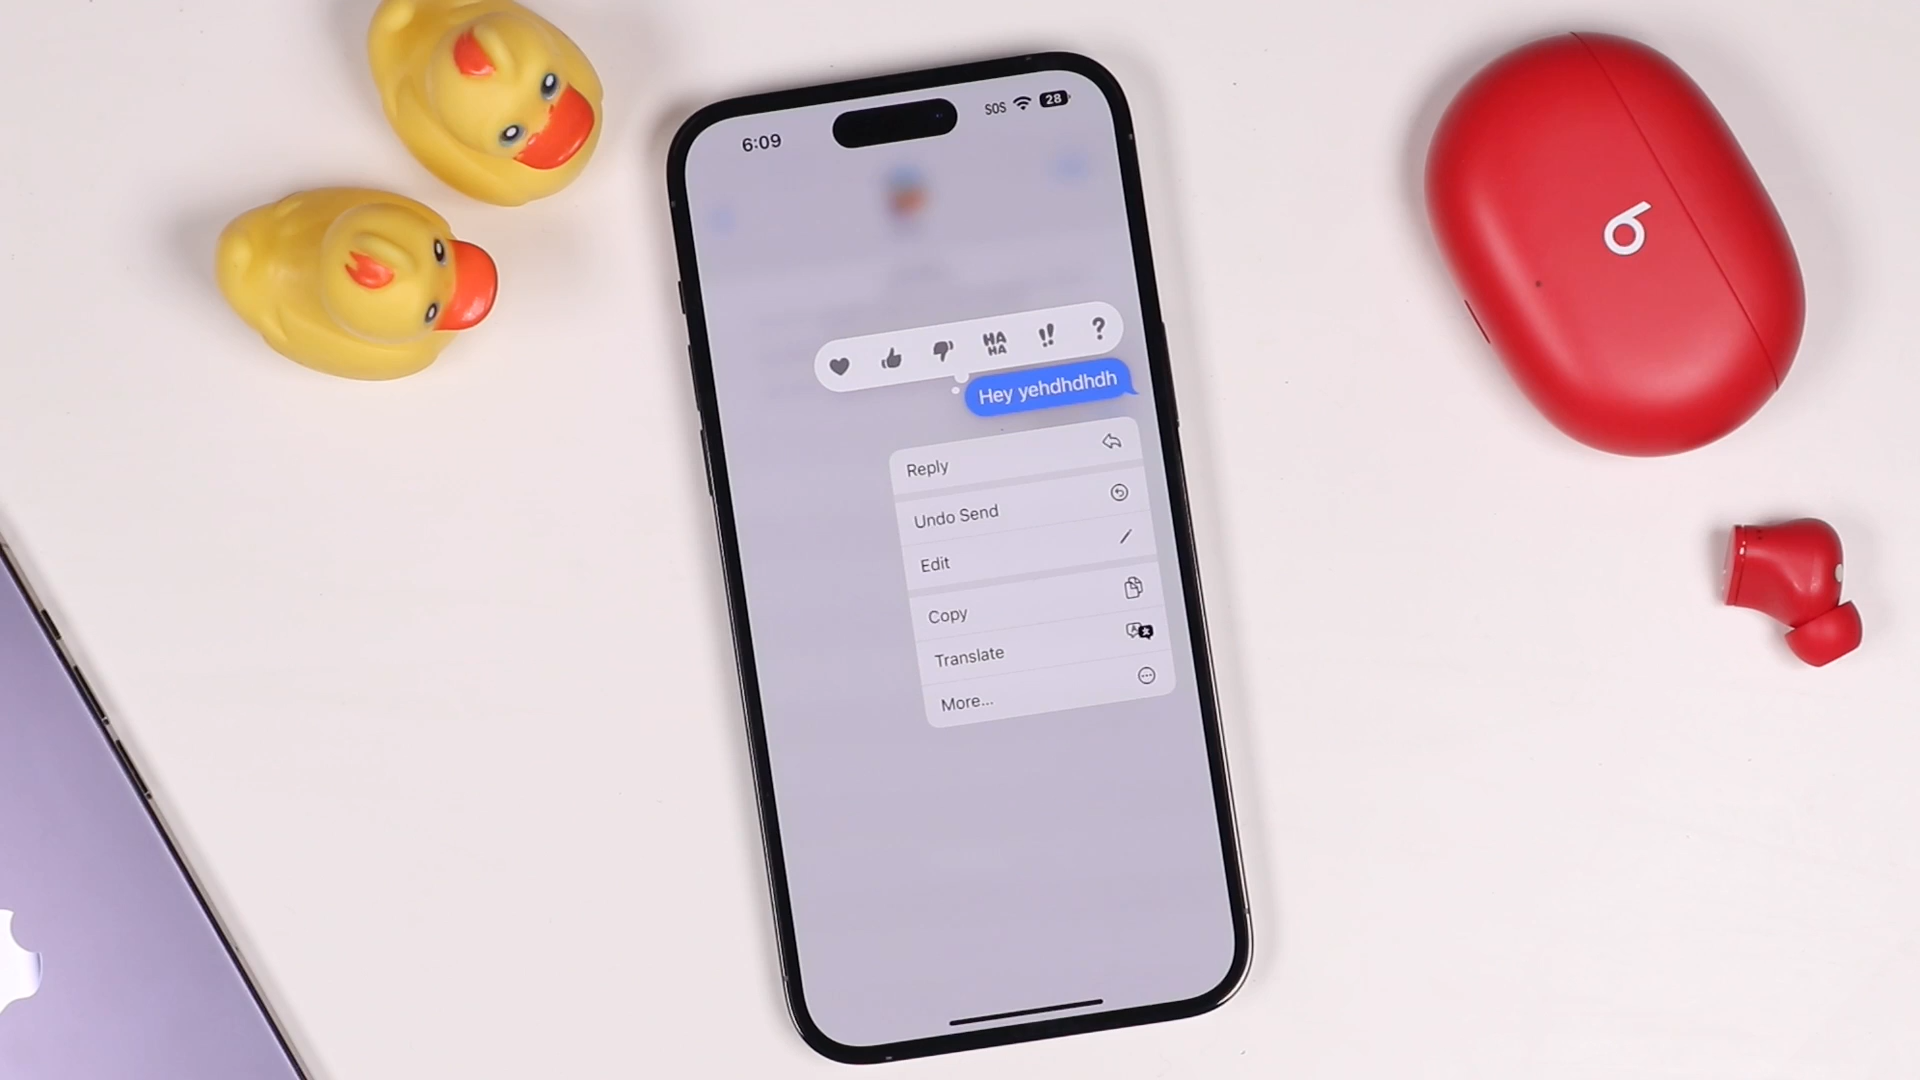 6:09
SOS
28
HA
HA
!!
?
Hey yehdhdhdh
Reply
Undo Send
Edit
Copy
Translate
More...